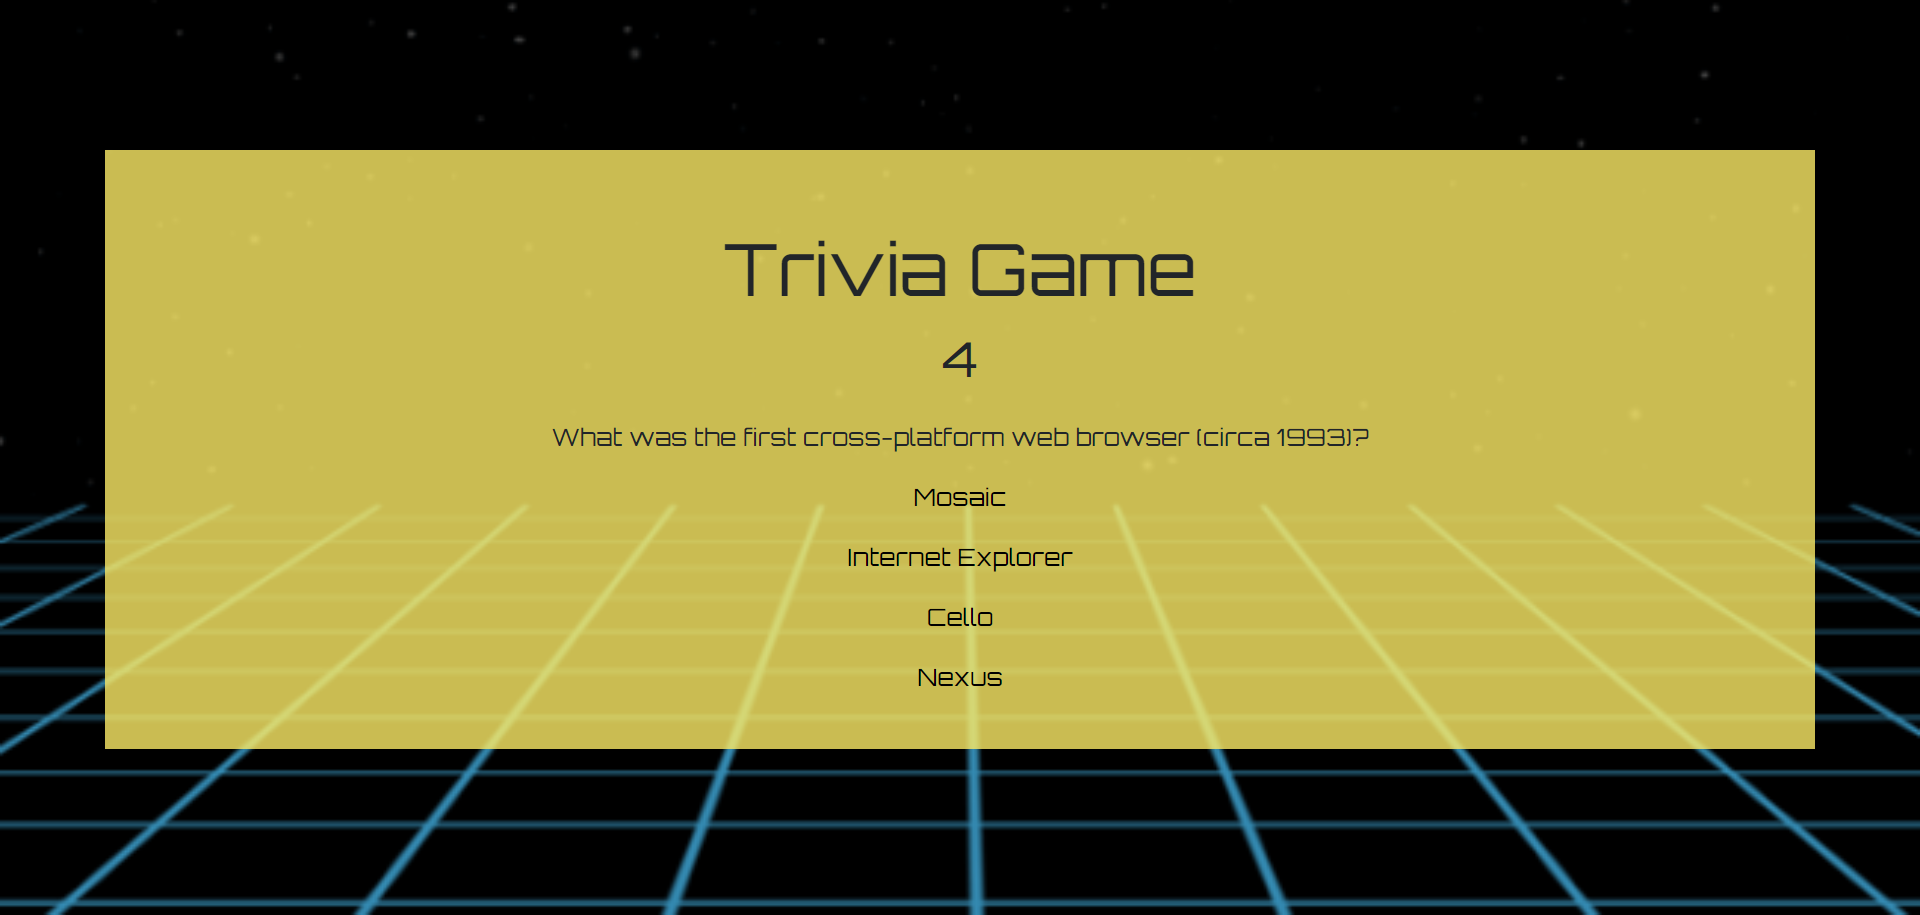 Trivia Game
4
What was the first cross-platform web browser (circa 1993)?
Mosaic
Internet Explorer
Cello
Nexus